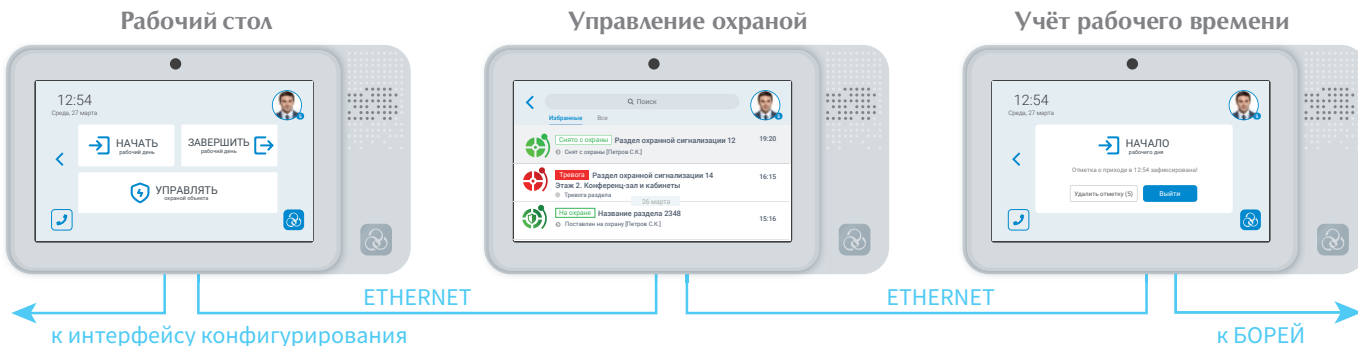 Рабочий стол
Управление охраной
Учёт рабочего времени
12:54
Среда, 27 марта
НАЧАТЬ
рабочий день
ЗАВЕРШИТЬ
рабочий день
УПРАВЛЯТЬ
охраной объекта
Поиск
Избранные Все
Снято с охраны Раздел охранной сигнализации 12 19:20
Снят с охраны [Петров С.К.]
Тревога Раздел охранной сигнализации 14 16:15
Этаж 2. Конференц-зал и кабинеты
Тревога раздела
26 марта
На охране Название раздела 2348 15:16
Поставлен на охрану [Петров С.К.]
12:54
Среда, 27 марта
НАЧАЛО
рабочего дня
Отметка о приходе в 12:54 зафиксирована!
Удалить отметку (5) Выйти
ETHERNET
ETHERNET
к интерфейсу конфигурирования
к БОРЕЙ